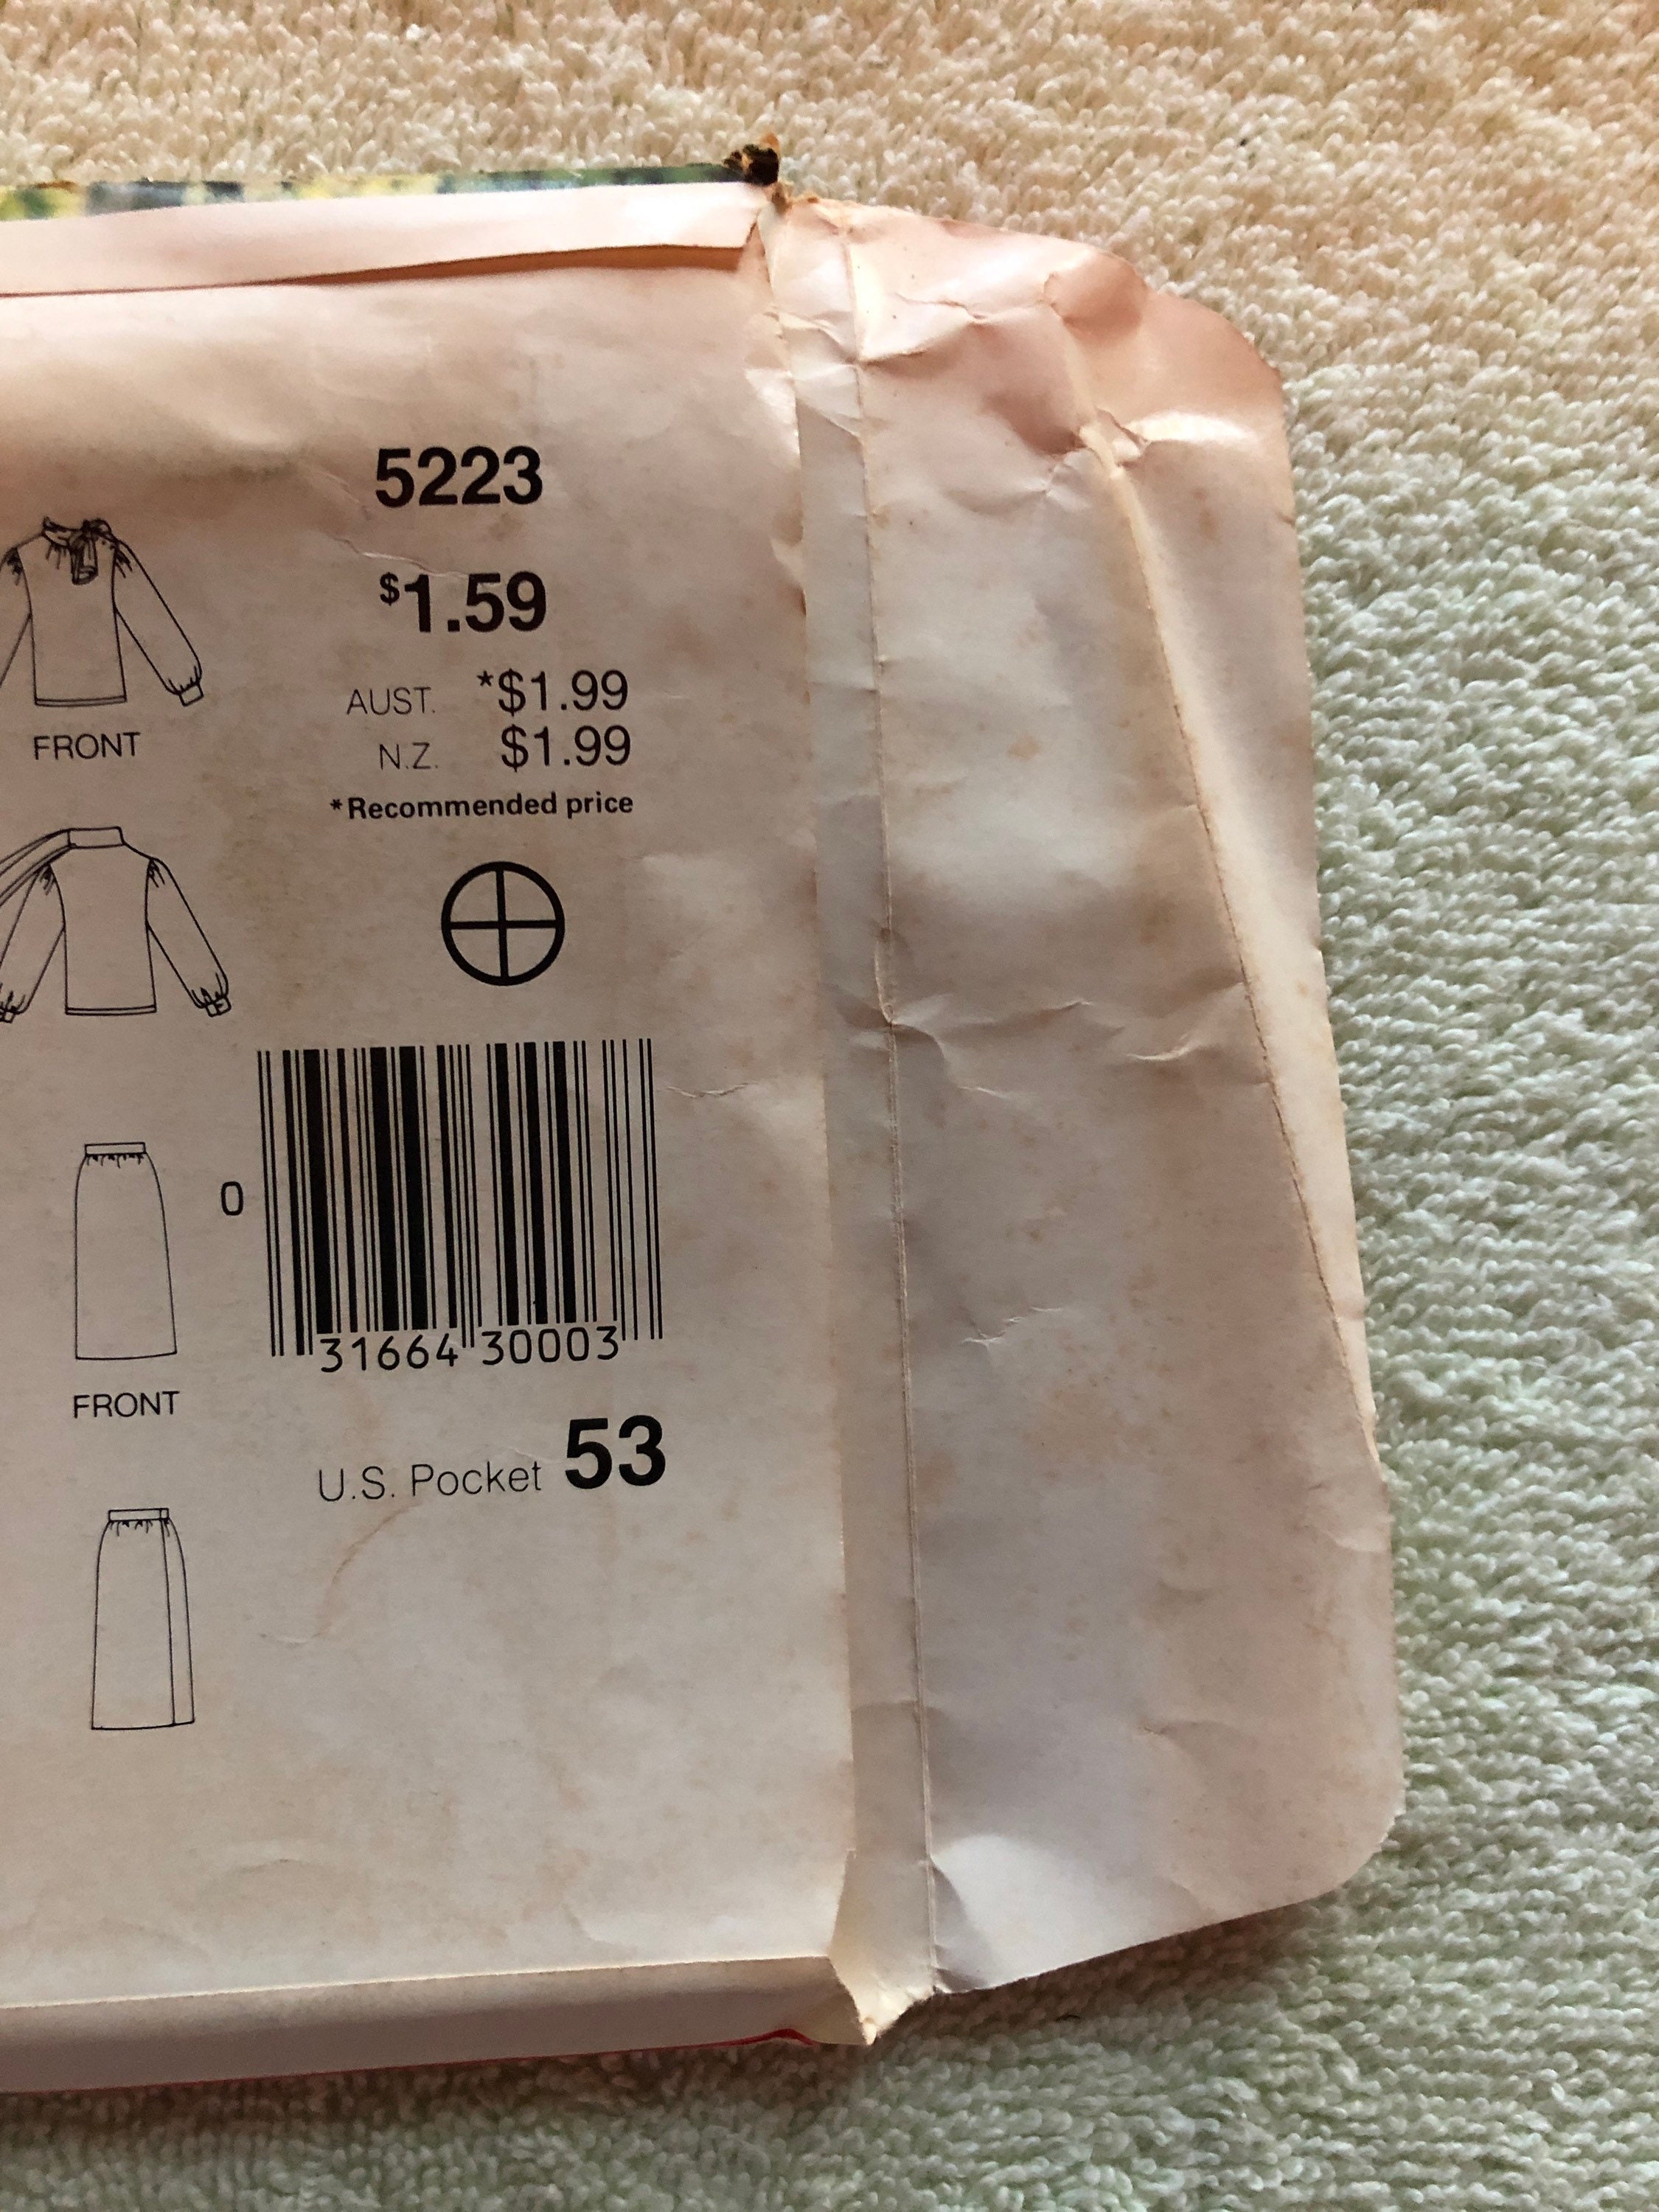 5223
$1.59
AUST. *$1.99
N.Z. $1.99
*Recommended price
FRONT
0
31664 30003
FRONT
U.S. Pocket 53